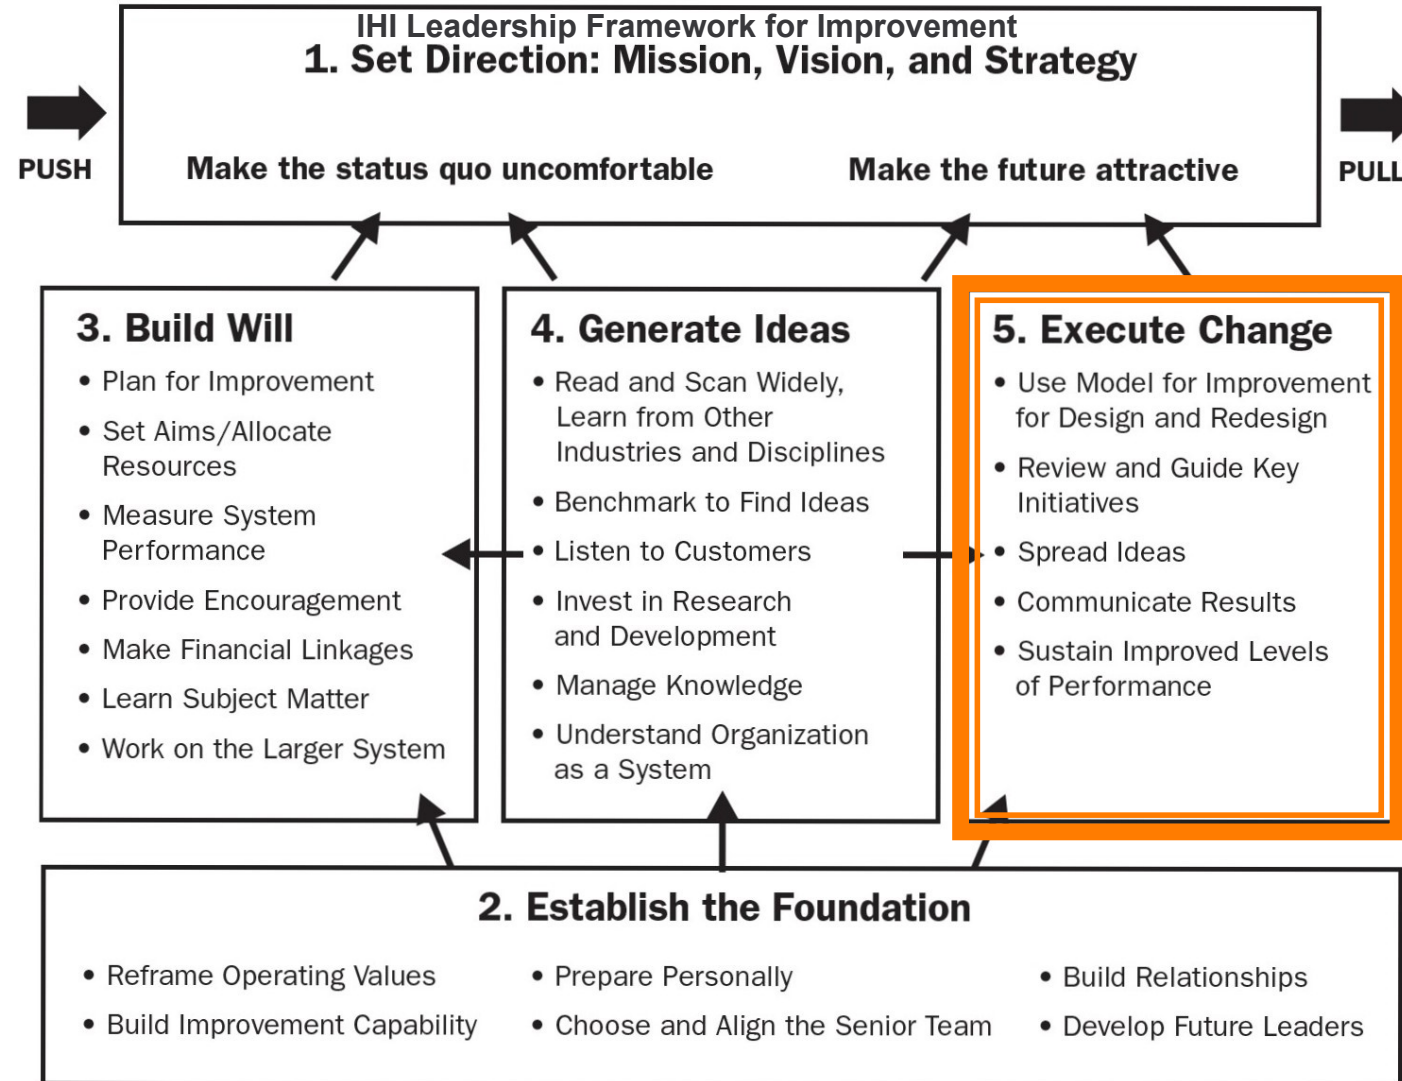 IHI Leadership Framework for Improvement
1. Set Direction: Mission, Vision, and Strategy
PUSH
Make the status quo uncomfortable
Make the future attractive
PULL
3. Build Will
• Plan for Improvement
• Set Aims/Allocate
Resources
• Measure System
Performance
• Provide Encouragement
• Make Financial Linkages
• Learn Subject Matter
• Work on the Larger System
4. Generate Ideas
• Read and Scan Widely,
Learn from Other
Industries and Disciplines
• Benchmark to Find Ideas
• Listen to Customers
• Invest in Research
and Development
• Manage Knowledge
• Understand Organization
as a System
5. Execute Change
• Use Model for Improvement
for Design and Redesign
• Review and Guide Key
Initiatives
• Spread Ideas
• Communicate Results
• Sustain Improved Levels
of Performance
2. Establish the Foundation
• Reframe Operating Values
• Build Improvement Capability
• Prepare Personally
• Choose and Align the Senior Team
• Build Relationships
• Develop Future Leaders